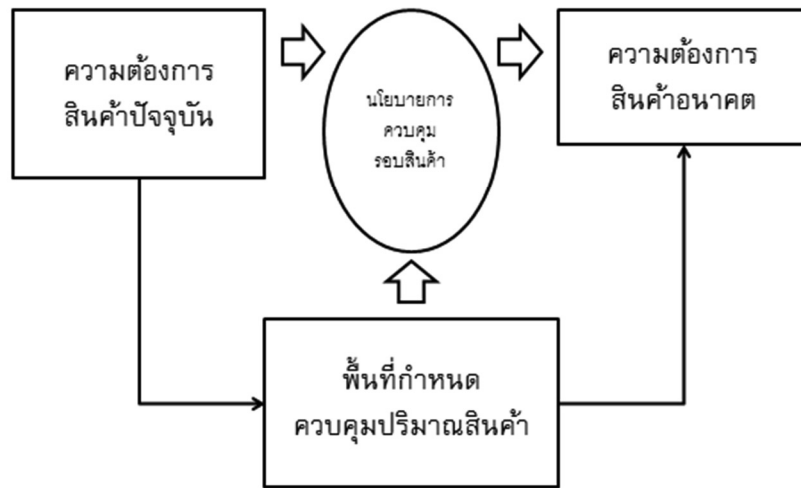 ความต้องการ
สินค้าปัจจุบัน
นโยบายการ
ควบคุม
รอบสินค้า
ความต้องการ
สินค้าอนาคต
พื้นที่กำหนด
ควบคุมปริมาณสินค้า